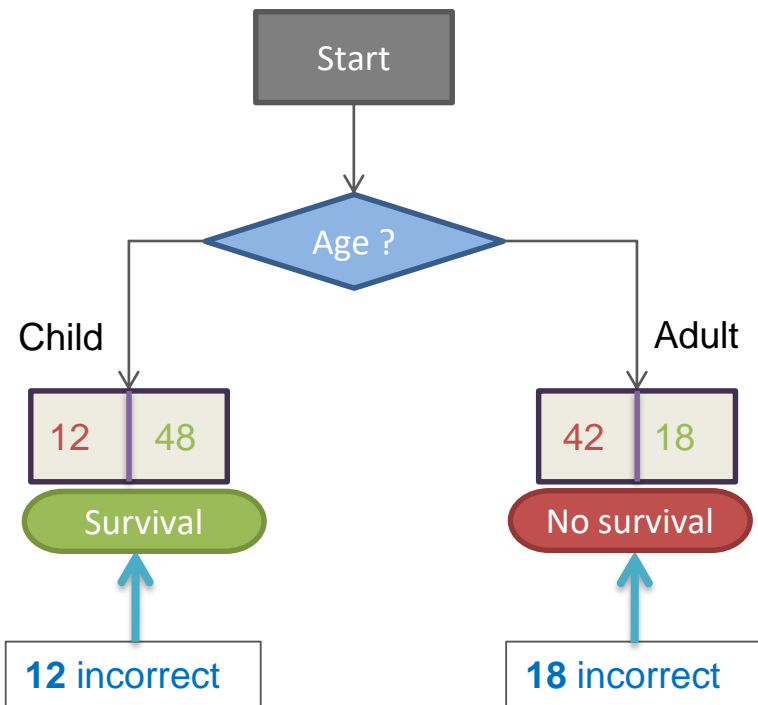 Start
Age ?
Child
Adult
12 48
42 18
Survival
No survival
12 incorrect
18 incorrect